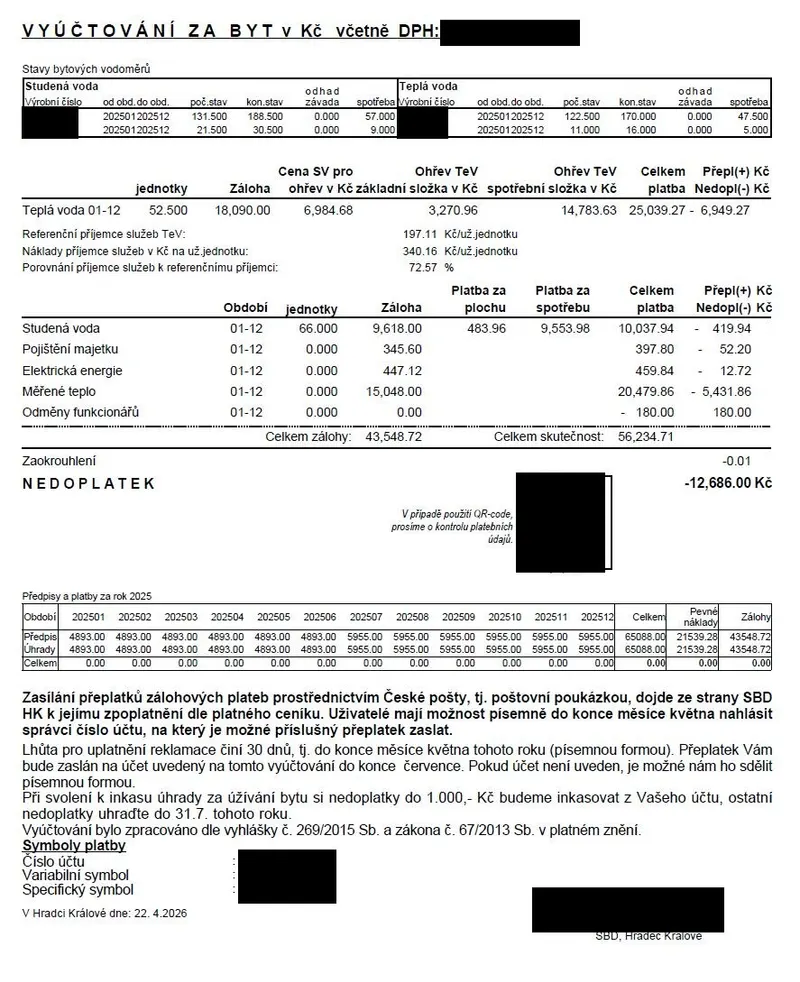 VYÚČTOVÁNÍ ZA BYT v Kč včetně DPH:
Stavy bytových vodoměrů
Studená voda Teplá voda
Výrobní číslo od obd. do obd. poč.stav kon.stav odhad závada spotřeba Výrobní číslo od obd. do obd. poč.stav kon.stav odhad závada spotřeba
202501 202512 131.500 188.500 0.000 57.000 202501 202512 122.500 170.000 0.000 47.500
202501 202512 21.500 30.500 0.000 9.000 202501 202512 11.000 16.000 0.000 5.000
Cena SV pro Ohřev TeV Ohřev TeV Celkem Přepl(+) Kč
jednotky Záloha ohřev v Kč základní složka v Kč spotřební složka v Kč platba Nedopl(-) Kč
Teplá voda 01-12 52.500 18,090.00 6,984.68 3,270.96 14,783.63 25,039.27 - 6,949.27
Referenční příjemce služeb TeV: 197.11 Kč/už.jednotku
Náklady příjemce služeb v Kč na už.jednotku: 340.16 Kč/už.jednotku
Porovnání příjemce služeb k referenčnímu příjemci: 72.57 %
Platba za Platba za Celkem Přepl(+) Kč
Období jednotky Záloha plochu spotřebu platba Nedopl(-) Kč
Studená voda 01-12 66.000 9,618.00 483.96 9,553.98 10,037.94 - 419.94
Pojištění majetku 01-12 0.000 345.60 397.80 - 52.20
Elektrická energie 01-12 0.000 447.12 459.84 - 12.72
Měřené teplo 01-12 0.000 15,048.00 20,479.86 - 5,431.86
Odměny funkcionářů 01-12 0.000 0.00 - 180.00 180.00
Celkem zálohy: 43,548.72 Celkem skutečnost: 56,234.71
Zaokrouhlení -0.01
NEDOPLATEK -12,686.00 Kč
V případě použití QR-code,
prosíme o kontrolu platebních
údajů.
Předpisy a platby za rok 2025
Období 202501 202502 202503 202504 202505 202506 202507 202508 202509 202510 202511 202512 Celkem Pevné náklady Zálohy
Předpis 4893.00 4893.00 4893.00 4893.00 4893.00 4893.00 5955.00 5955.00 5955.00 5955.00 5955.00 5955.00 65088.00 21539.28 43548.72
Úhrady 4893.00 4893.00 4893.00 4893.00 4893.00 4893.00 5955.00 5955.00 5955.00 5955.00 5955.00 5955.00 65088.00 21539.28 43548.72
Celkem 0.00 0.00 0.00 0.00 0.00 0.00 0.00 0.00 0.00 0.00 0.00 0.00 0.00 0.00 0.00
Zasílání přeplatků zálohových plateb prostřednictvím České pošty, tj. poštovní poukázkou, dojde ze strany SBD
HK k jejímu zpoplatnění dle platného ceníku. Uživatelé mají možnost písemně do konce měsíce května nahlásit
správci číslo účtu, na který je možné příslušný přeplatek zaslat.
Lhůta pro uplatnění reklamace činí 30 dnů, tj. do konce měsíce května tohoto roku (písemnou formou). Přeplatek Vám
bude zaslán na účet uvedený na tomto vyúčtování do konce července. Pokud účet není uveden, je možné nám ho sdělit
písemnou formou.
Při svolení k inkasu úhrady za úžívání bytu si nedoplatky do 1.000,- Kč budeme inkasovat z Vašeho účtu, ostatní
nedoplatky uhraďte do 31.7. tohoto roku.
Vyúčtování bylo zpracováno dle vyhlášky č. 269/2015 Sb. a zákona č. 67/2013 Sb. v platném znění.
Symboly platby
Číslo účtu :
Variabilní symbol :
Specifický symbol :
V Hradci Králové dne: 22. 4.2026
SBD, Hradec Králové